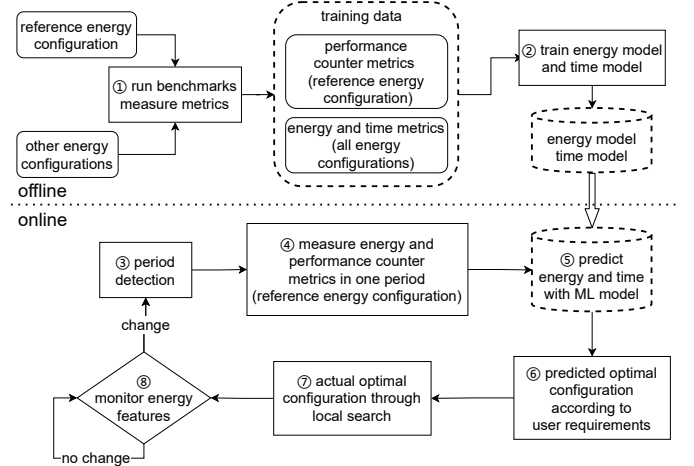 reference energy
configuration
① run benchmarks
measure metrics
other energy
configurations
offline
training data
performance
counter metrics
(reference energy
configuration)
energy and time metrics
(all energy
configurations)
② train energy model
and time model
energy model
time model
online
③ period
detection
④ measure energy and
performance counter
metrics in one period
(reference energy configuration)
⑤ predict
energy and time
with ML model
change
⑧
monitor energy
features
no change
⑦ actual optimal
configuration through
local search
⑥ predicted optimal
configuration
according to
user requirements